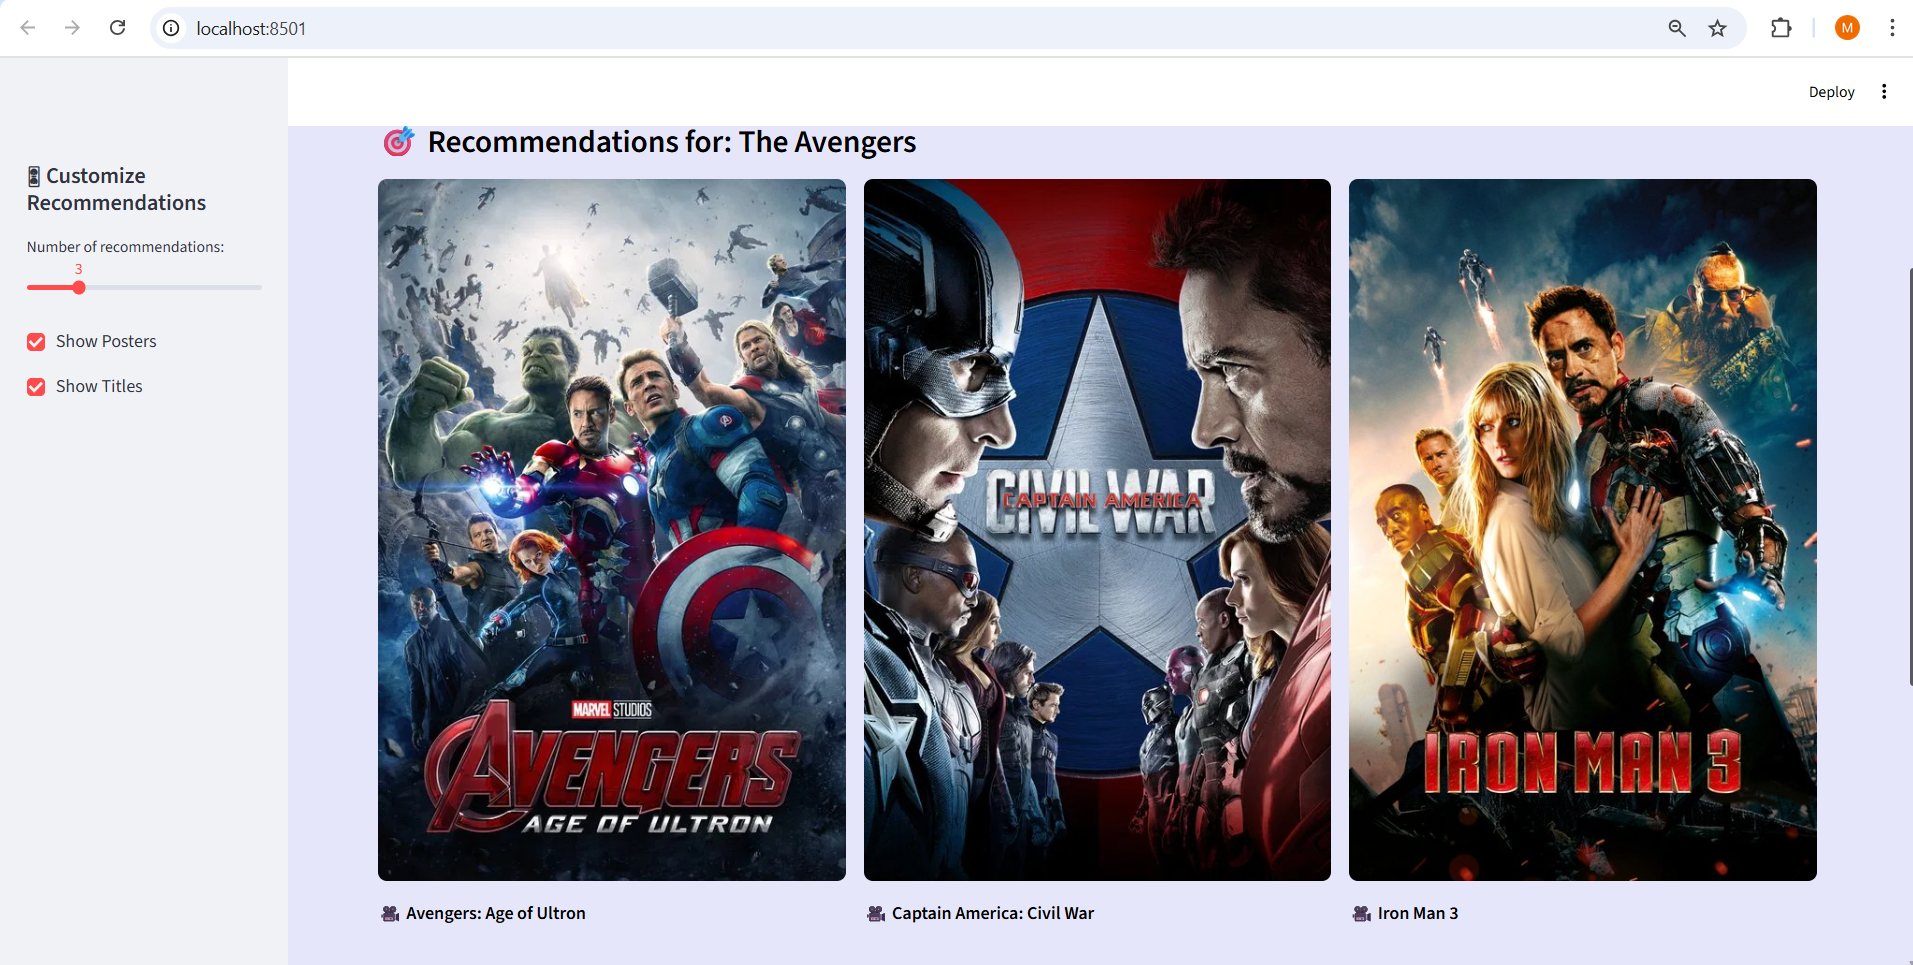 localhost:8501
M
Deploy
Customize
Recommendations
Number of recommendations:
3
Show Posters
Show Titles
Recommendations for: The Avengers
MARVEL STUDIOS
AVENGERS
AGE OF ULTRON
CAPTAIN AMERICA
CIVIL WAR
IRON MAN 3
Avengers: Age of Ultron
Captain America: Civil War
Iron Man 3